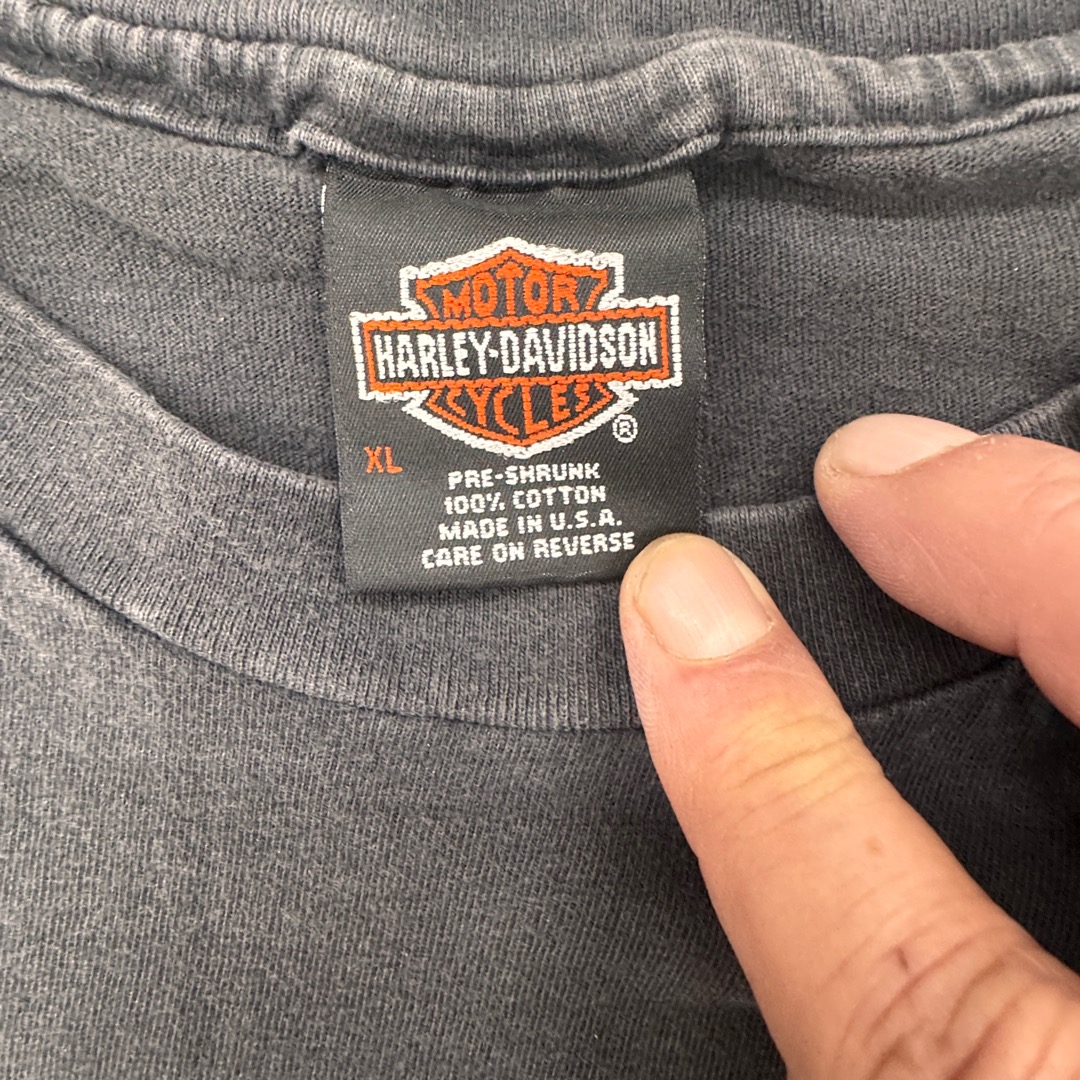 MOTOR
HARLEY-DAVIDSON
CYCLES
®
XL
PRE-SHRUNK
100% COTTON
MADE IN U.S.A.
CARE ON REVERSE